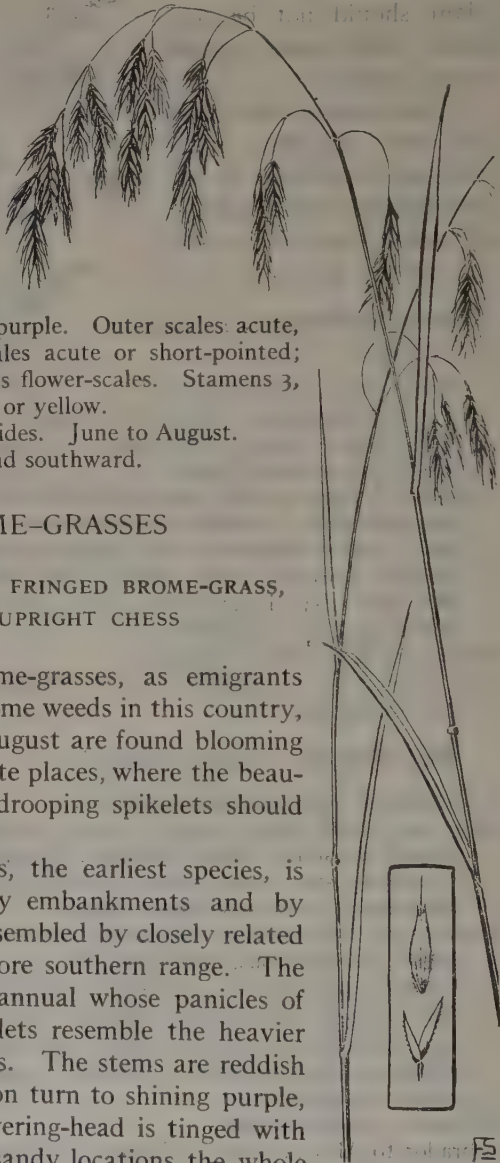 purple. Outer scales acute,
ales acute or short-pointed;
s flower-scales. Stamens 3,
or yellow.
ides. June to August.
nd southward.
ME-GRASSES
FRINGED BROME-GRASS,
UPRIGHT CHESS
me-grasses, as emigrants
ome weeds in this country,
ugust are found blooming
te places, where the beau-
drooping spikelets should
s, the earliest species, is
y embankments and by
sembled by closely related
ore southern range. The
annual whose panicles of
lets resemble the heavier
s. The stems are reddish
on turn to shining purple,
vering-head is tinged with
andy locations the whole